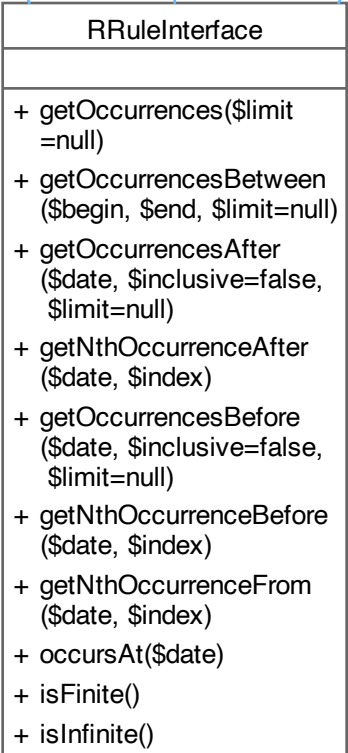 RRuleInterface
+ getOccurrences($limit
=null)
+ getOccurrencesBetween
($begin, $end, $limit=null)
+ getOccurrencesAfter
($date, $inclusive=false,
$limit=null)
+ getNthOccurrenceAfter
($date, $index)
+ getOccurrencesBefore
($date, $inclusive=false,
$limit=null)
+ getNthOccurrenceBefore
($date, $index)
+ getNthOccurrenceFrom
($date, $index)
+ occursAt($date)
+ isFinite()
+ isInfinite()